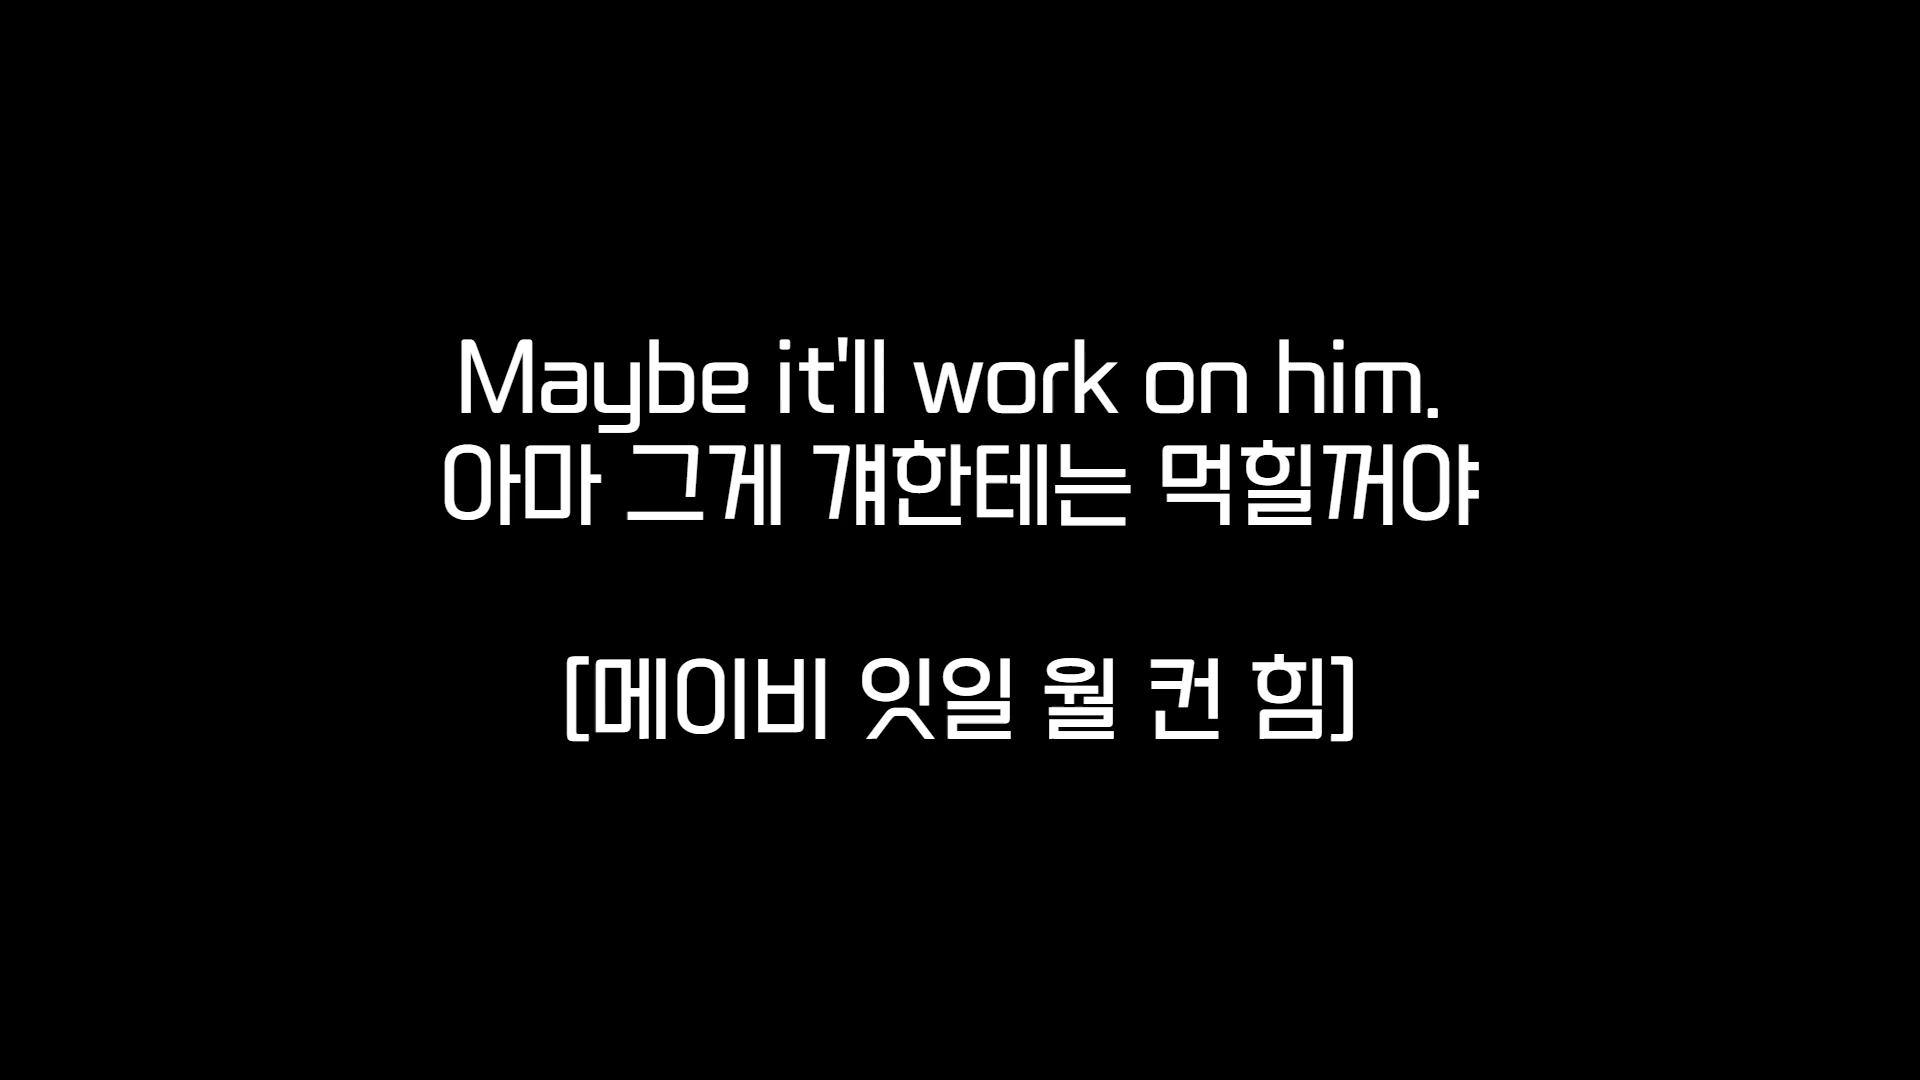 Maybe it'll work on him.
아마 그게 걔한테는 먹힐꺼야
[메이비 잇일 월 컨 힘]